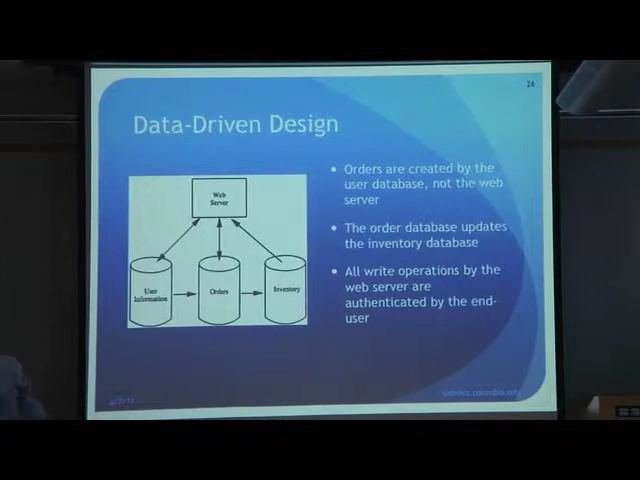 26
Data-Driven Design
Web
Server
User
Information
Orders
Inventory
• Orders are created by the
user database, not the web
server
• The order database updates
the inventory database
• All write operations by the
web server are
authenticated by the end-
user